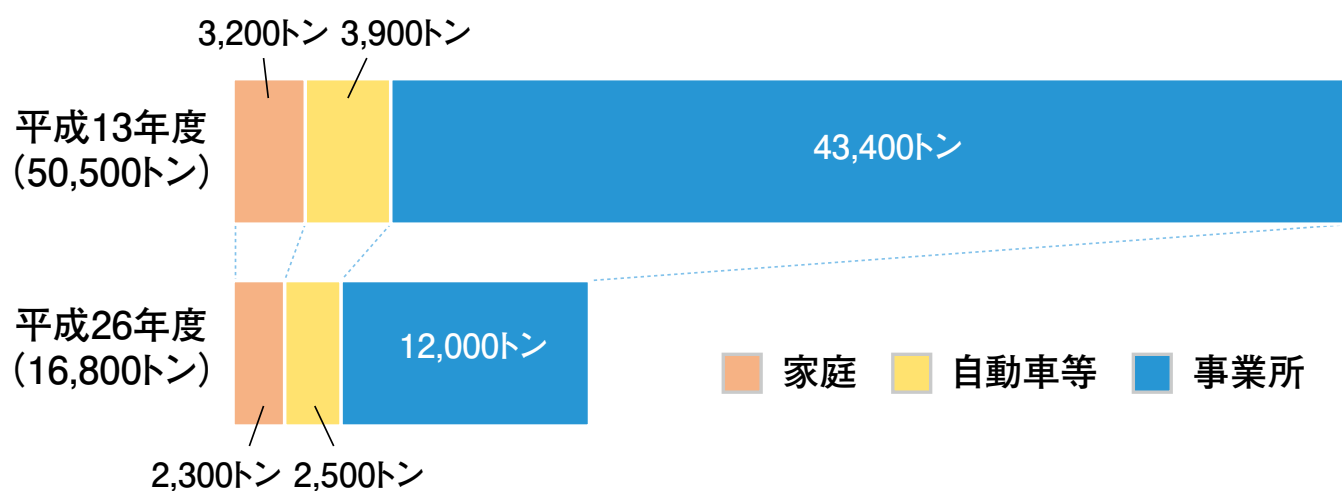 3,200トン 3,900トン
平成13年度
(50,500トン)
43,400トン
平成26年度
(16,800トン)
12,000トン
家庭 自動車等 事業所
2,300トン 2,500トン